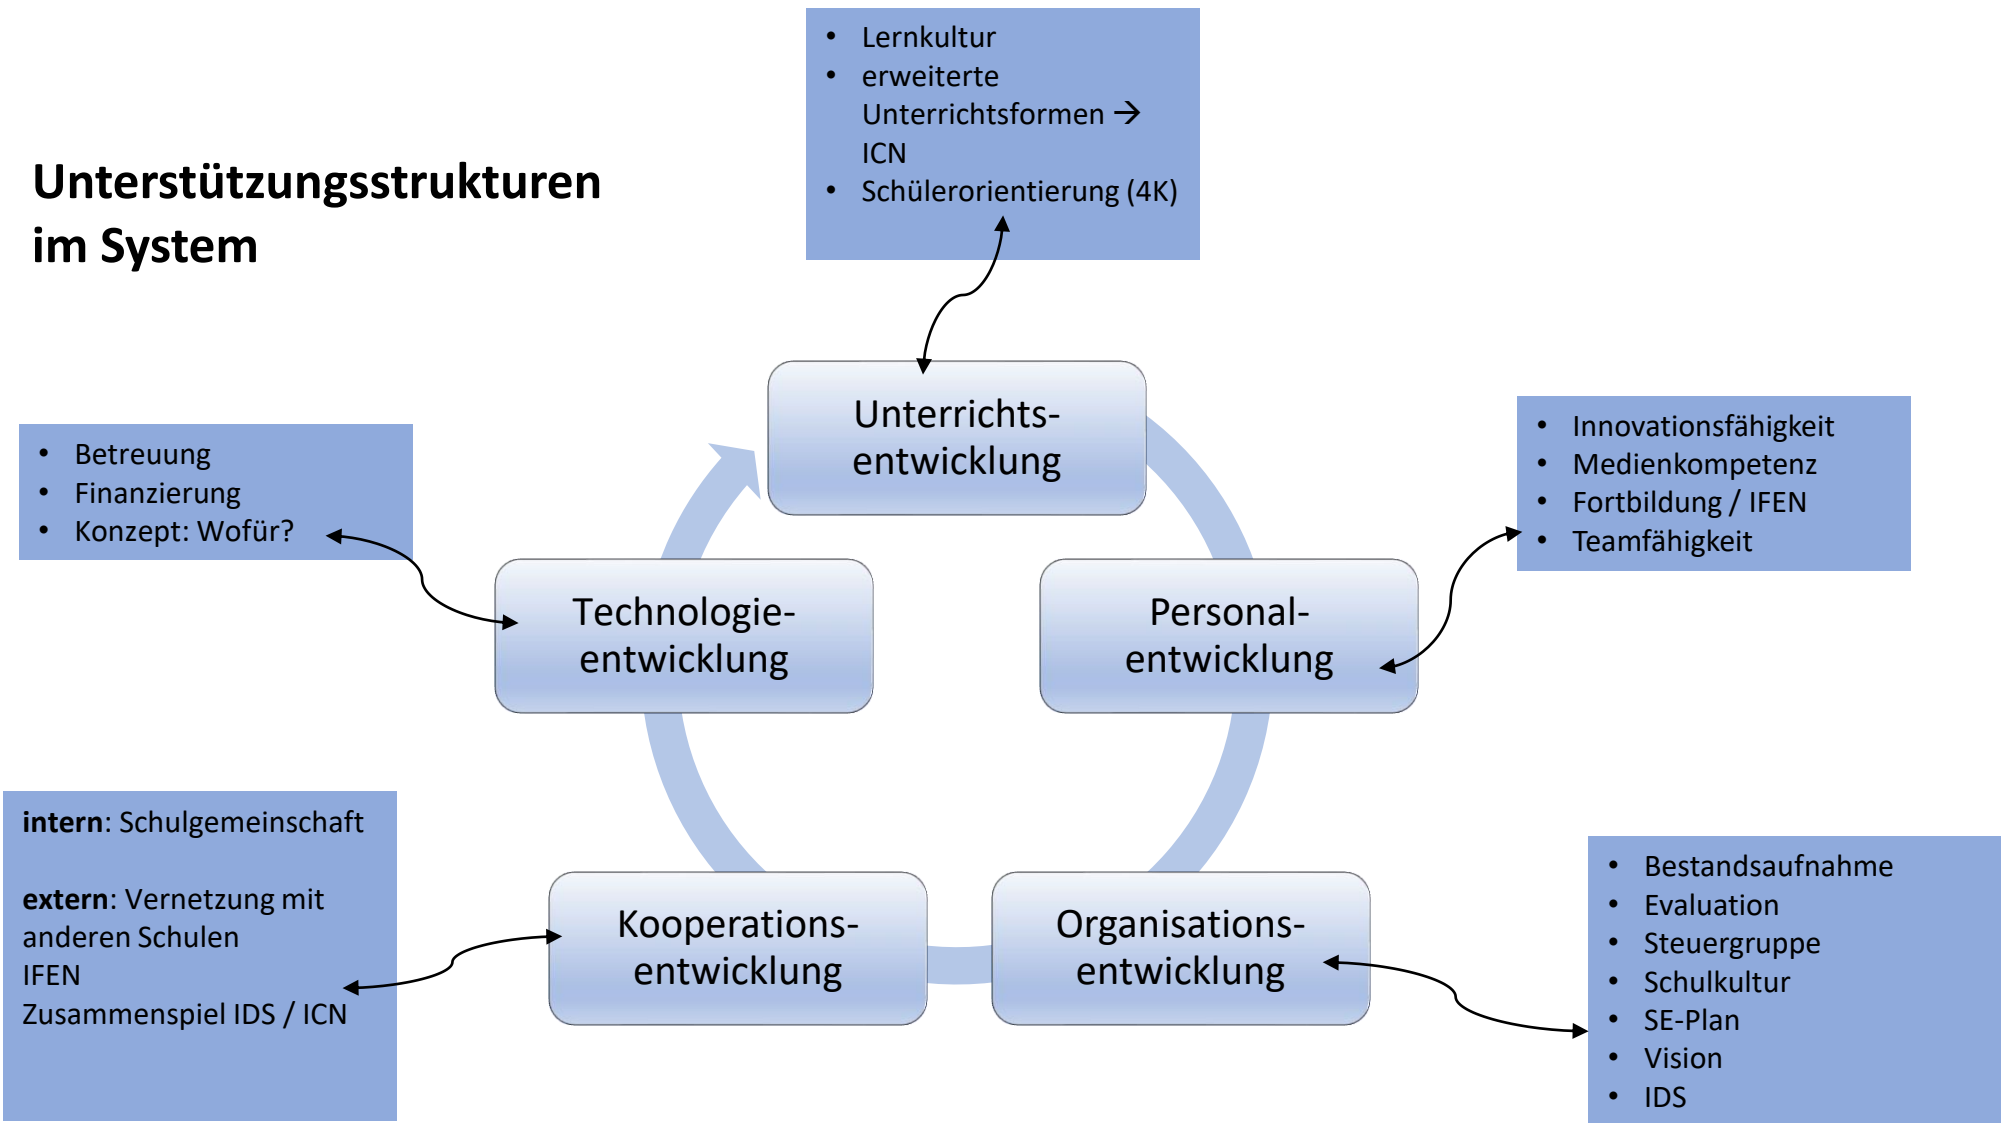 Unterstützungsstrukturen
im System
• Lernkultur
• erweiterte
Unterrichtsformen →
ICN
• Schülerorientierung (4K)
Unterrichts-
entwicklung
• Innovationsfähigkeit
• Medienkompetenz
• Fortbildung / IFEN
• Teamfähigkeit
Personal-
entwicklung
• Bestandsaufnahme
• Evaluation
• Steuergruppe
• Schulkultur
• SE-Plan
• Vision
• IDS
Organisations-
entwicklung
Kooperations-
entwicklung
intern: Schulgemeinschaft
extern: Vernetzung mit
anderen Schulen
IFEN
Zusammenspiel IDS / ICN
Technologie-
entwicklung
• Betreuung
• Finanzierung
• Konzept: Wofür?